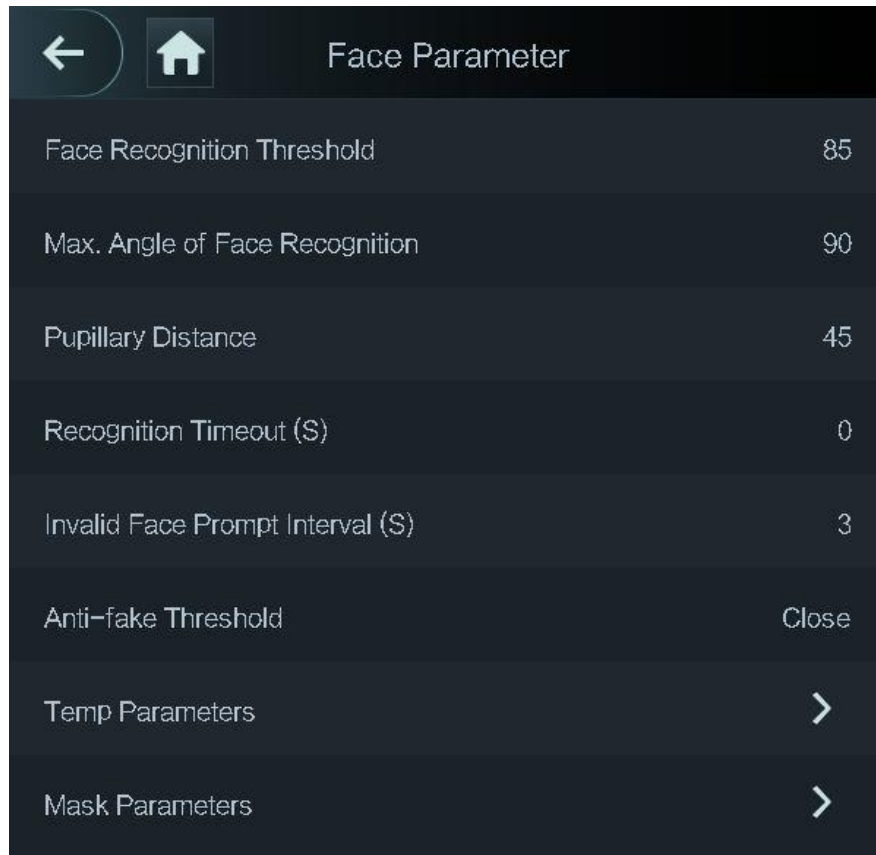 Face Parameter
Face Recognition Threshold 85
Max. Angle of Face Recognition 90
Pupillary Distance 45
Recognition Timeout (S) 0
Invalid Face Prompt Interval (S) 3
Anti-fake Threshold Close
Temp Parameters
Mask Parameters